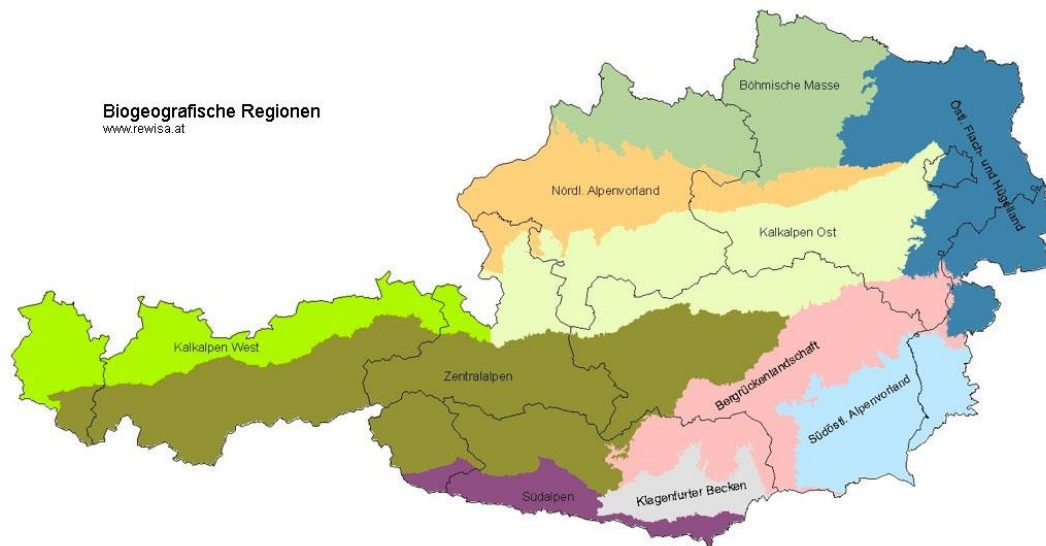 Biogeografische Regionen
www.rewisa.at
Böhmische Masse
Östl. Flach- und Hügelland
Nördl. Alpenvorland
Kalkalpen Ost
Kalkalpen West
Zentralalpen
Bergrückenlandschaft
Südöstl. Alpenvorland
Südalpen
Klagenfurter Becken